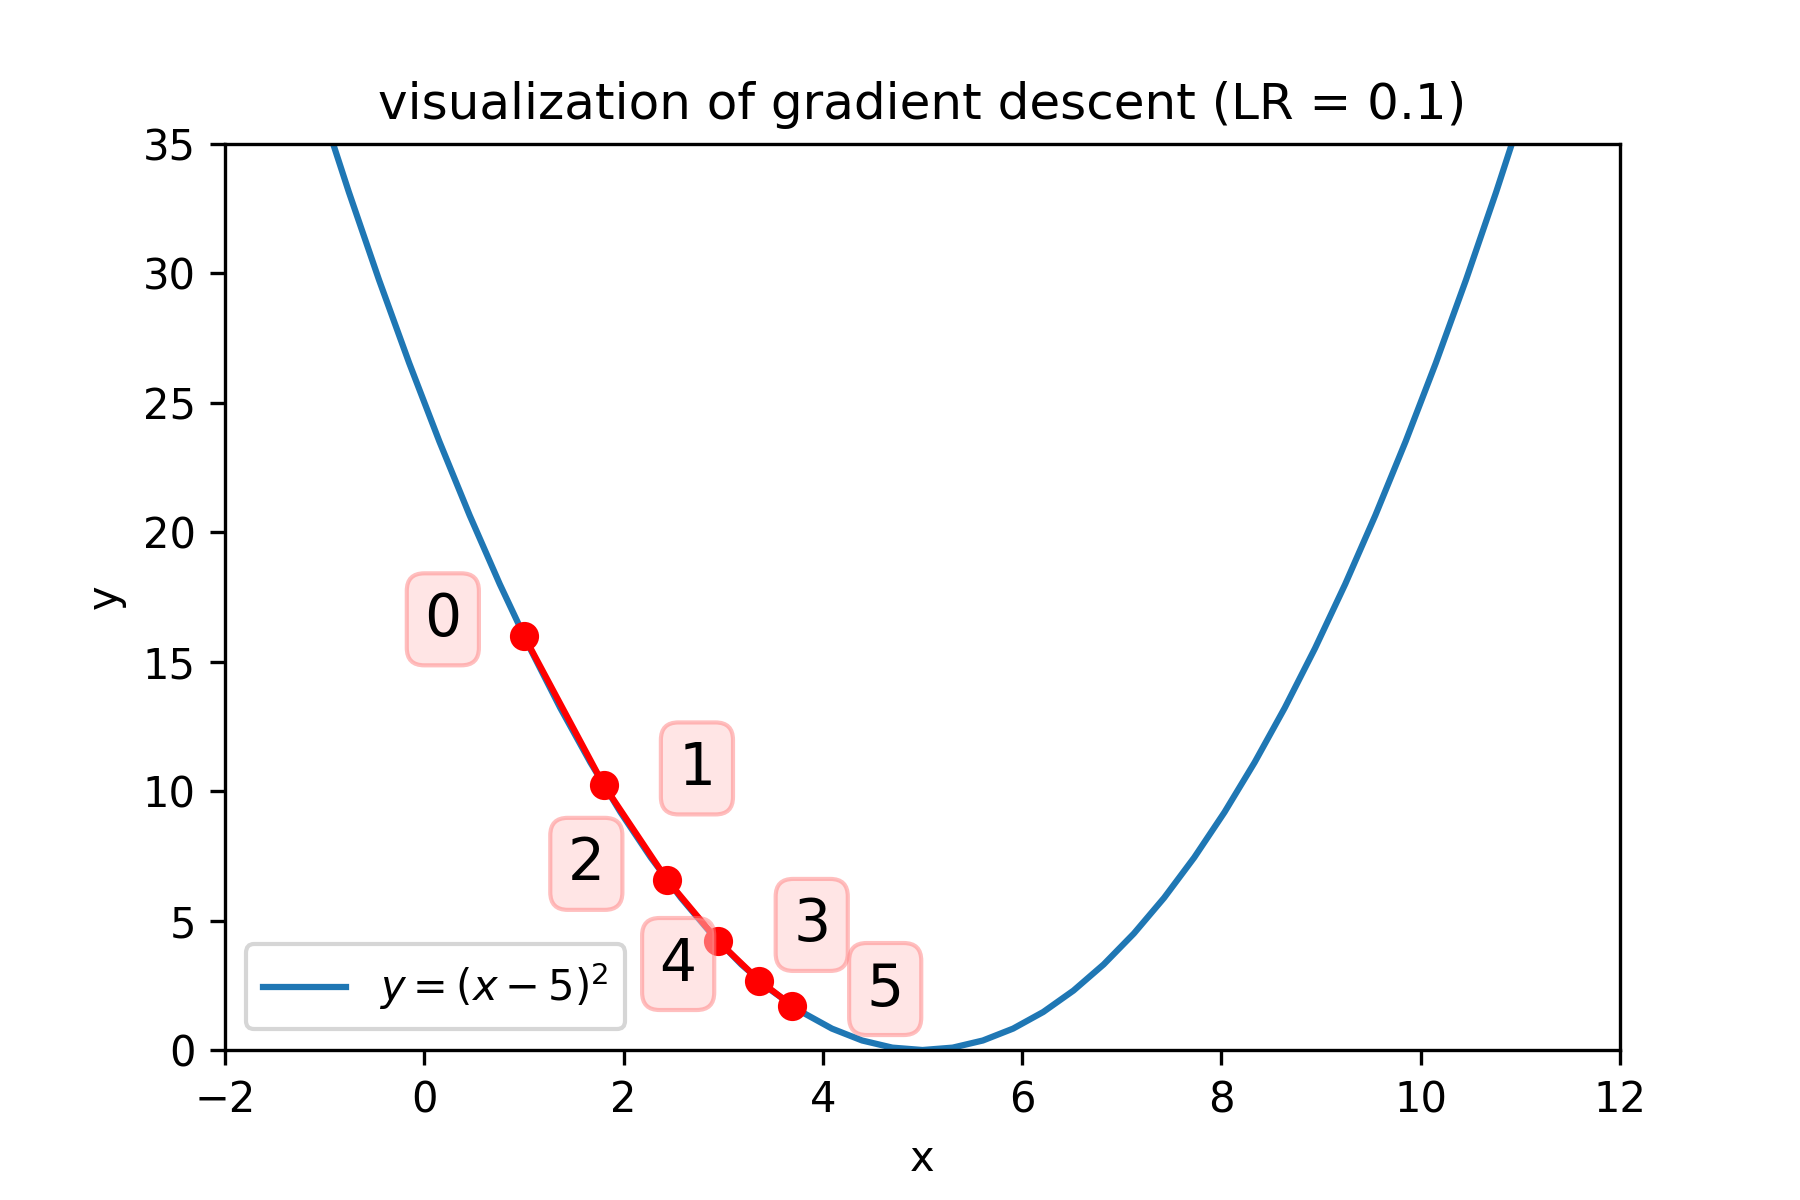 visualization of gradient descent (LR = 0.1)
35
30
25
20
15
10
5
0
y
0
1
2
3
4
5
y = (x − 5)²
−2 0 2 4 6 8 10 12
x